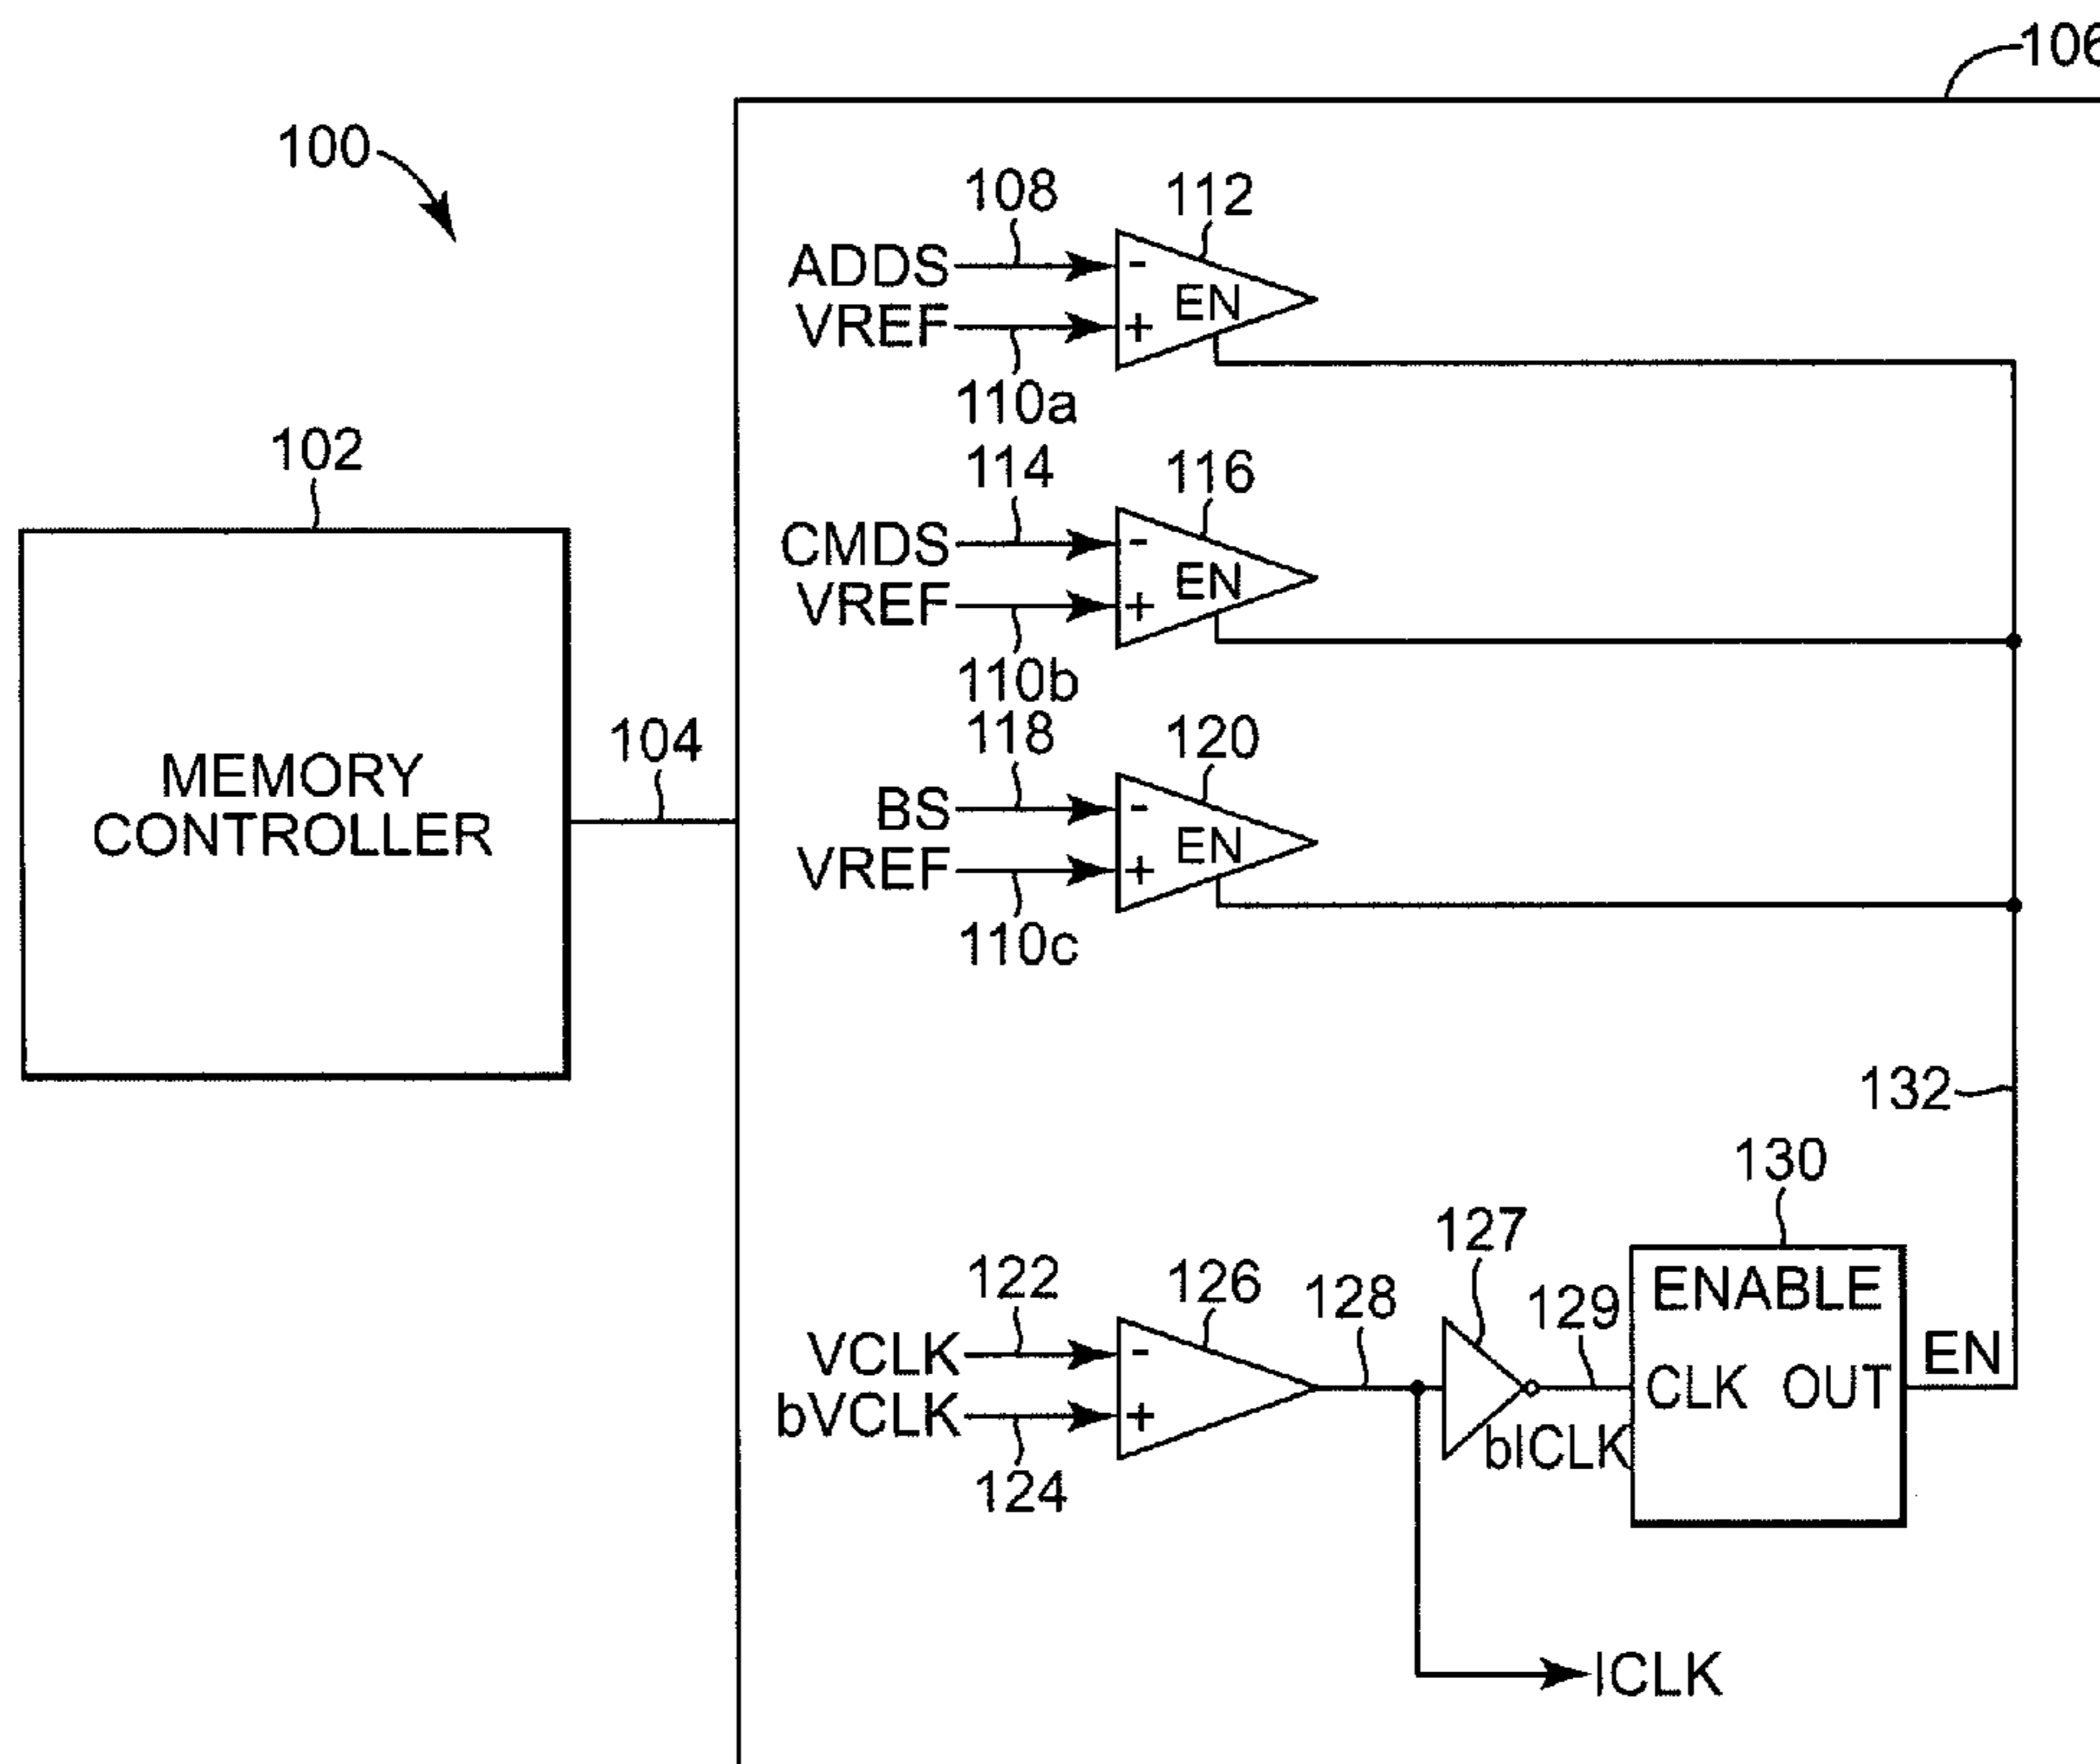 106
100
108
112
ADDS
- 
EN
VREF
+
110a
102
114
116
CMDS
-
EN
VREF
+
110b
118
120
104
MEMORY
CONTROLLER
BS
-
EN
VREF
+
110c
132
130
127
122
126
128
129
ENABLE
VCLK
-
EN
CLK OUT
bVCLK
+
bICLK
124
ICLK